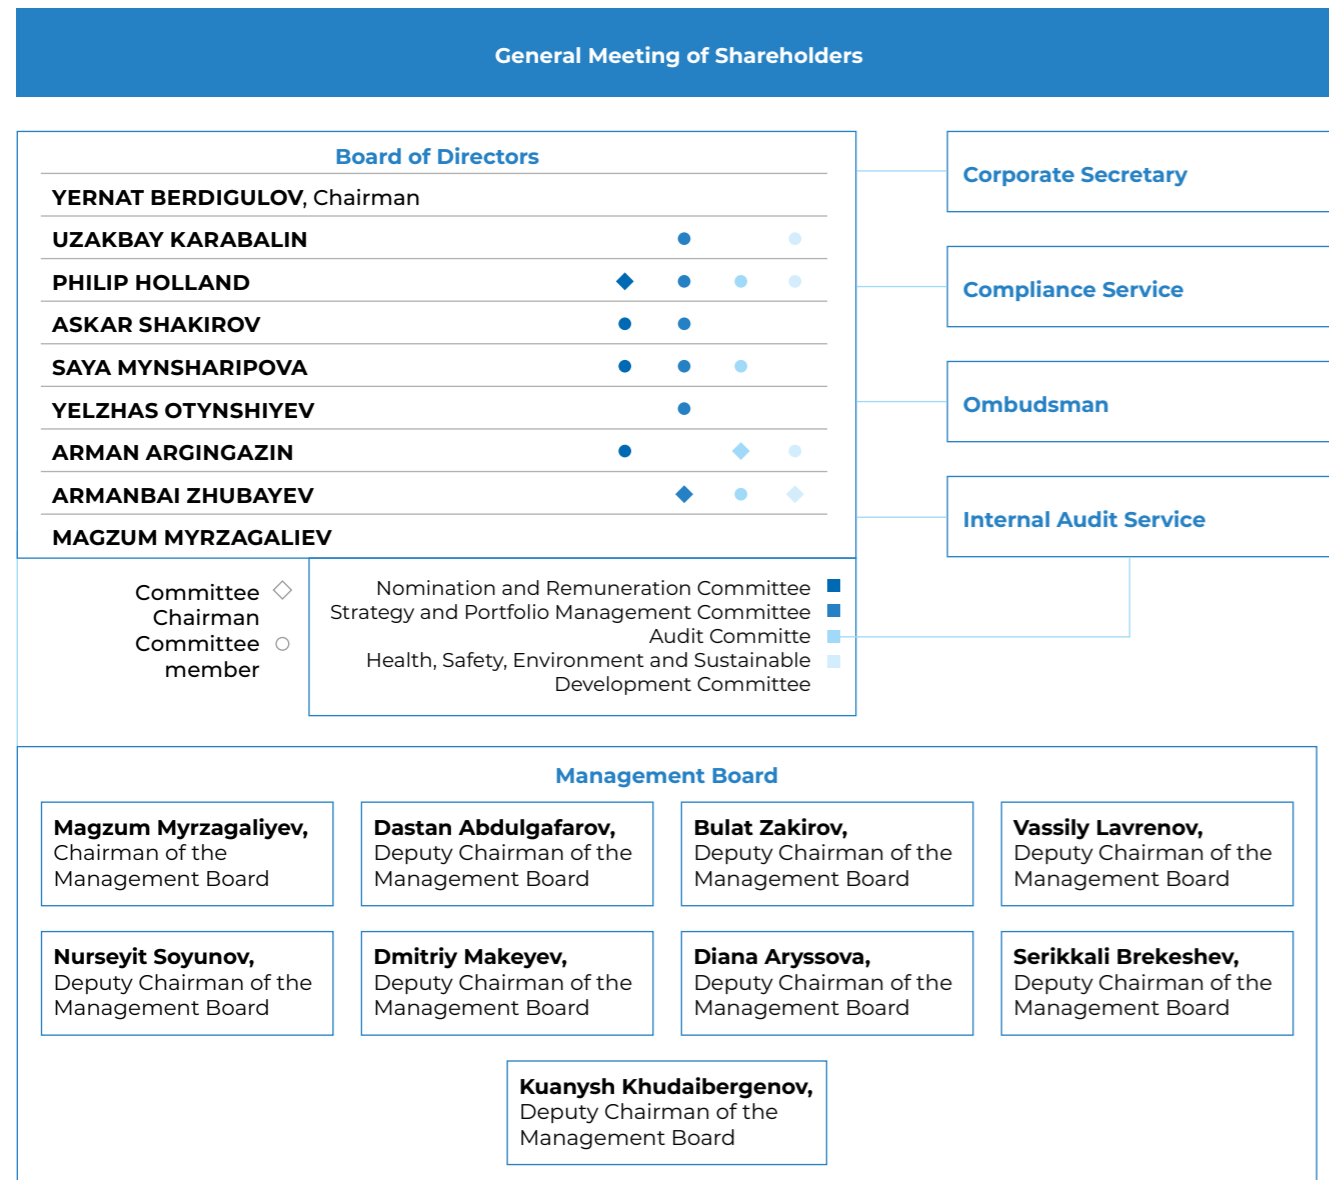 General Meeting of Shareholders
Board of Directors
YERNAT BERDIGULOV, Chairman
UZAKBAY KARABALIN
PHILIP HOLLAND
ASKAR SHAKIROV
SAYA MYNSHARIPOVA
YELZHAS OTYNSHIYEV
ARMAN ARGINGAZIN
ARMANBAI ZHUBAYEV
MAGZUM MYRZAGALIEV
Corporate Secretary
Compliance Service
Ombudsman
Internal Audit Service
Committee
Chairman
Committee
member
Nomination and Remuneration Committee
Strategy and Portfolio Management Committee
Audit Committe
Health, Safety, Environment and Sustainable
Development Committee
Management Board
Magzum Myrzagaliyev,
Chairman of the
Management Board
Dastan Abdulgafarov,
Deputy Chairman of the
Management Board
Bulat Zakirov,
Deputy Chairman of the
Management Board
Vassily Lavrenov,
Deputy Chairman of the
Management Board
Nurseyit Soyunov,
Deputy Chairman of the
Management Board
Dmitriy Makeyev,
Deputy Chairman of the
Management Board
Diana Aryssova,
Deputy Chairman of the
Management Board
Serikkali Brekeshev,
Deputy Chairman of the
Management Board
Kuanysh Khudaibergenov,
Deputy Chairman of the
Management Board